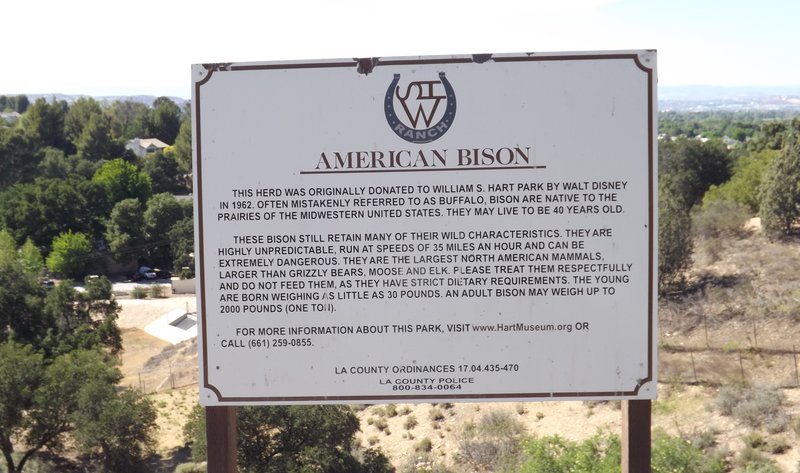 SHW
RANCH
AMERICAN BISON
THIS HERD WAS ORIGINALLY DONATED TO WILLIAM S. HART PARK BY WALT DISNEY
IN 1962. OFTEN MISTAKENLY REFERRED TO AS BUFFALO, BISON ARE NATIVE TO THE
PRAIRIES OF THE MIDWESTERN UNITED STATES. THEY MAY LIVE TO BE 40 YEARS OLD.
THESE BISON STILL RETAIN MANY OF THEIR WILD CHARACTERISTICS. THEY ARE
HIGHLY UNPREDICTABLE, RUN AT SPEEDS OF 35 MILES AN HOUR AND CAN BE
EXTREMELY DANGEROUS. THEY ARE THE LARGEST NORTH AMERICAN MAMMALS,
LARGER THAN GRIZZLY BEARS, MOOSE AND ELK. PLEASE TREAT THEM RESPECTFULLY
AND DO NOT FEED THEM, AS THEY HAVE STRICT DIETARY REQUIREMENTS. THE YOUNG
ARE BORN WEIGHING AS LITTLE AS 30 POUNDS. AN ADULT BISON MAY WEIGH UP TO
2000 POUNDS (ONE TON).
FOR MORE INFORMATION ABOUT THIS PARK, VISIT www.HartMuseum.org OR
CALL (661) 259-0855.
LA COUNTY ORDINANCES 17.04.435-470
LA COUNTY POLICE
800-834-0064